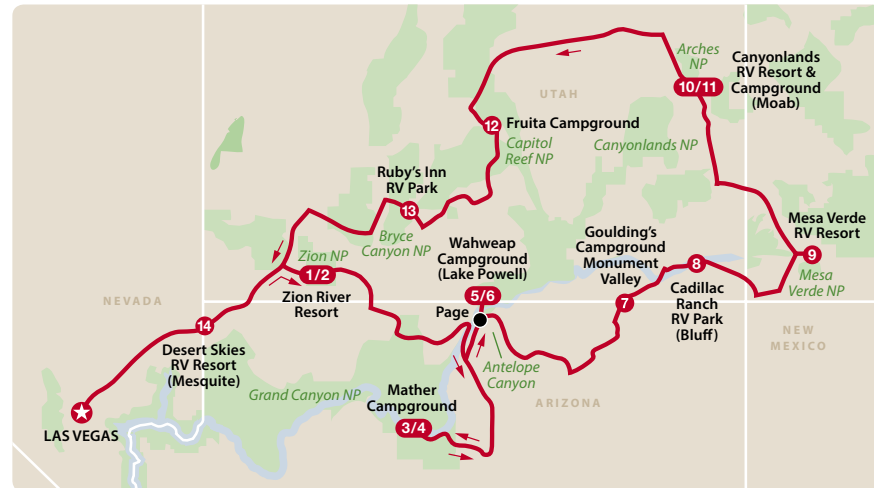 Arches
NP
Canyonlands
RV Resort &
Campground
(Moab)
10/11
UTAH
12
Fruita Campground
Capitol
Reef NP
Canyonlands NP
Ruby's Inn
RV Park
13
Bryce
Canyon NP
Wahweap
Campground
(Lake Powell)
5/6
Page
Goulding's
Campground
Monument
Valley
7
8
Cadillac
Ranch
RV Park
(Bluff)
Mesa Verde
RV Resort
9
Mesa
Verde NP
Zion NP
1/2
Zion River
Resort
NEVADA
14
Desert Skies
RV Resort
(Mesquite)
NEW
MEXICO
Antelope
Canyon
Grand Canyon NP
Mather
Campground
3/4
ARIZONA
LAS VEGAS